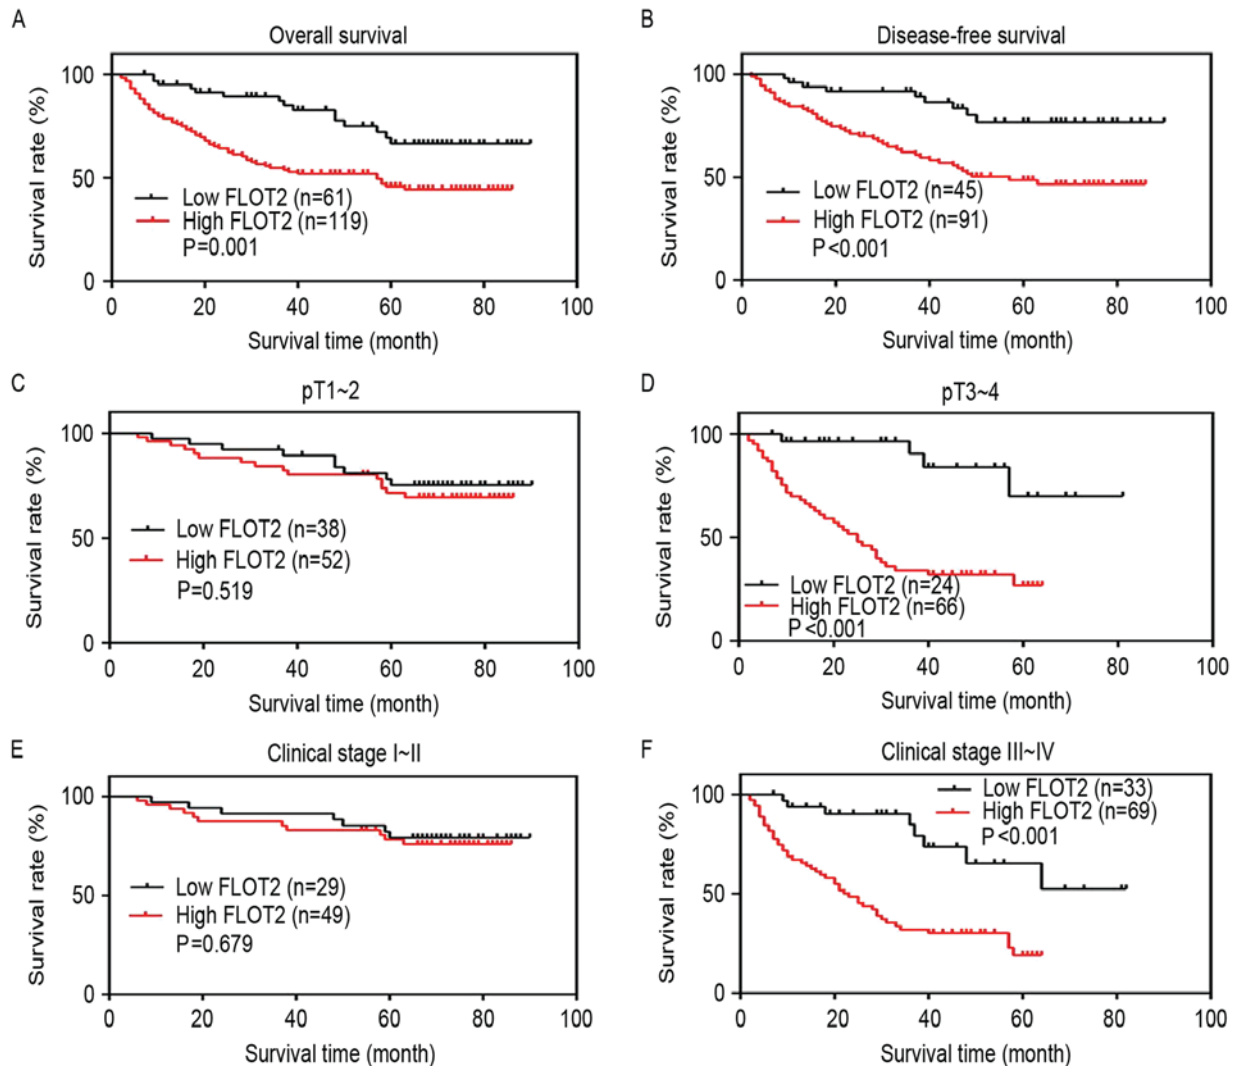 A
Overall survival
Survival rate (%)
100
50
0
Low FLOT2 (n=61)
High FLOT2 (n=119)
P=0.001
0 20 40 60 80 100
Survival time (month)
B
Disease-free survival
Survival rate (%)
100
50
0
Low FLOT2 (n=45)
High FLOT2 (n=91)
P<0.001
0 20 40 60 80 100
Survival time (month)
C
pT1~2
Survival rate (%)
100
50
0
Low FLOT2 (n=38)
High FLOT2 (n=52)
P=0.519
0 20 40 60 80 100
Survival time (month)
D
pT3~4
Survival rate (%)
100
50
0
Low FLOT2 (n=24)
High FLOT2 (n=66)
P<0.001
0 20 40 60 80 100
Survival time (month)
E
Clinical stage I~II
Survival rate (%)
100
50
0
Low FLOT2 (n=29)
High FLOT2 (n=49)
P=0.679
0 20 40 60 80 100
Survival time (month)
F
Clinical stage III~IV
Survival rate (%)
100
50
0
Low FLOT2 (n=33)
High FLOT2 (n=69)
P<0.001
0 20 40 60 80 100
Survival time (month)